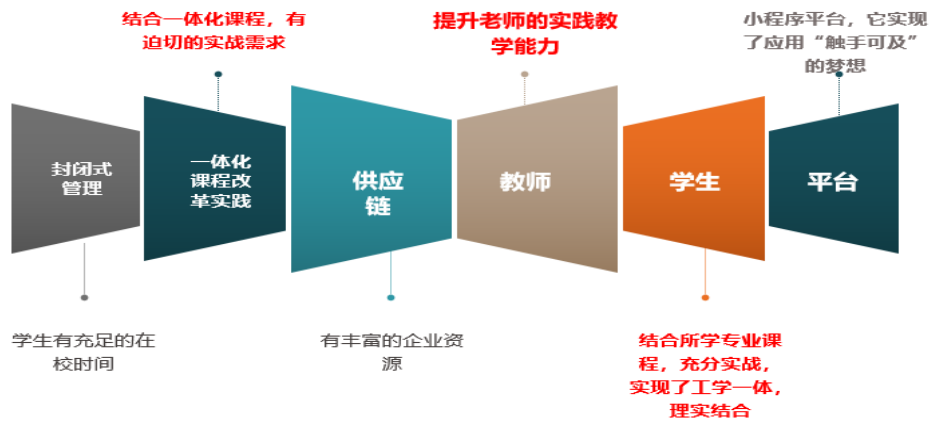 结合一体化课程，有
迫切的实战需求
提升老师的实践教
学能力
小程序平台，它实现
了应用“触手可及”
的梦想
封闭式
管理
一体化
课程改
革实践
供应
链
教师
学生
平台
学生有充足的在
校时间
有丰富的企业资
源
结合所学专业课
程，充分实战，
实现了工学一体，
理实结合